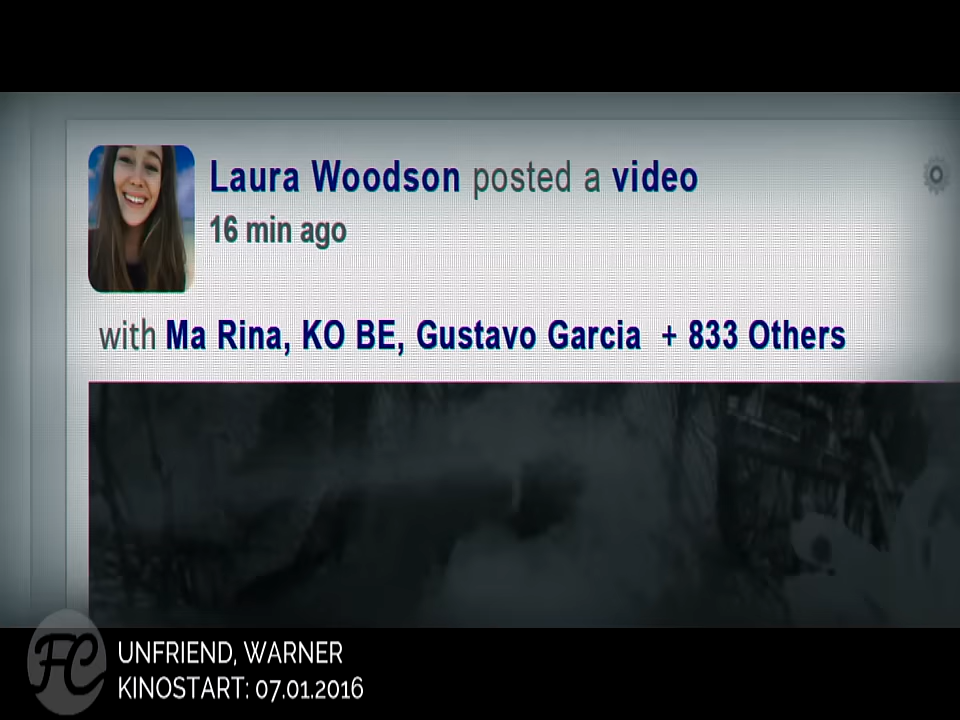 Laura Woodson posted a video
16 min ago
with Ma Rina, KO BE, Gustavo Garcia + 833 Others
FC
UNFRIEND, WARNER
KINOSTART: 07.01.2016